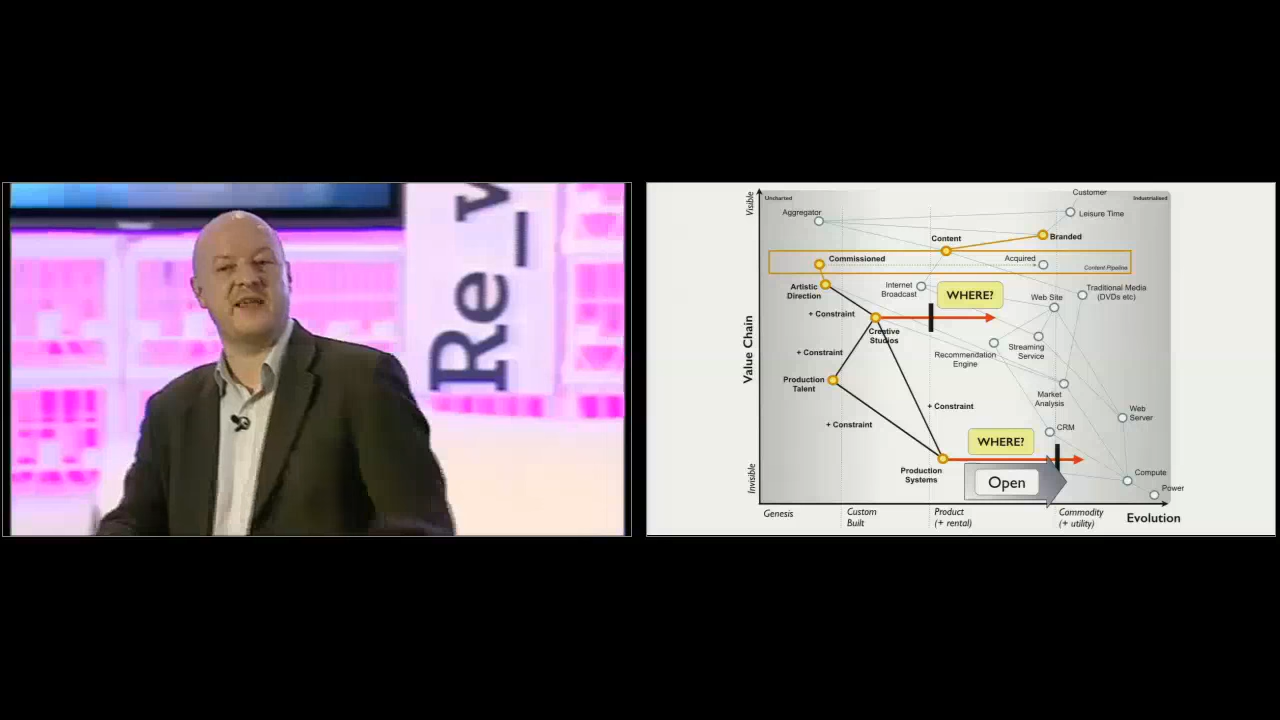 Re_v
Visible
Uncharted
Customer
Industrialised
Aggregator
Leisure Time
Content
Branded
Commissioned
Acquired
Content Pipeline
Artistic
Direction
Internet
Broadcast
WHERE?
Web Site
Traditional Media
(DVDs etc)
+ Constraint
Creative
Studios
Value Chain
+ Constraint
Recommendation
Engine
Streaming
Service
Production
Talent
Market
Analysis
+ Constraint
Web
Server
+ Constraint
CRM
WHERE?
Production
Systems
Open
Compute
Power
Invisible
Genesis
Custom
Built
Product
(+ rental)
Commodity
(+ utility)
Evolution